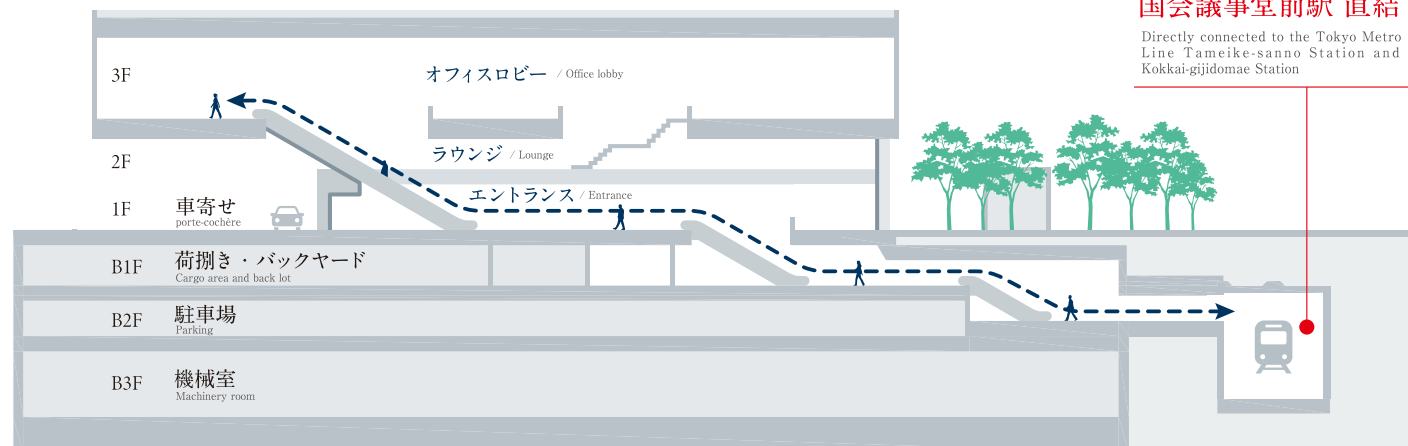 国会議事堂前駅 直結
Directly connected to the Tokyo Metro
Line Tameike-sanno Station and
Kokkai-gijidomae Station
3F
オフィスロビー / Office lobby
2F
ラウンジ / Lounge
エントランス / Entrance
1F
車寄せ
porte-cochère
B1F
荷捌き・バックヤード
Cargo area and back lot
B2F
駐車場
Parking
B3F
機械室
Machinery room